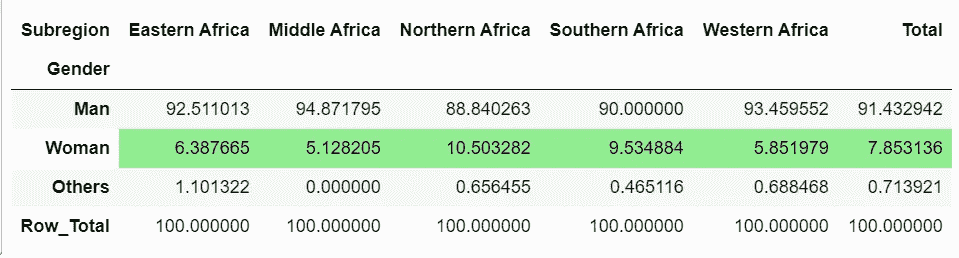 Subregion Eastern Africa Middle Africa Northern Africa Southern Africa Western Africa Total
Gender
Man 92.511013 94.871795 88.840263 90.000000 93.459552 91.432942
Woman 6.387665 5.128205 10.503282 9.534884 5.851979 7.853136
Others 1.101322 0.000000 0.656455 0.465116 0.688468 0.713921
Row_Total 100.000000 100.000000 100.000000 100.000000 100.000000 100.000000